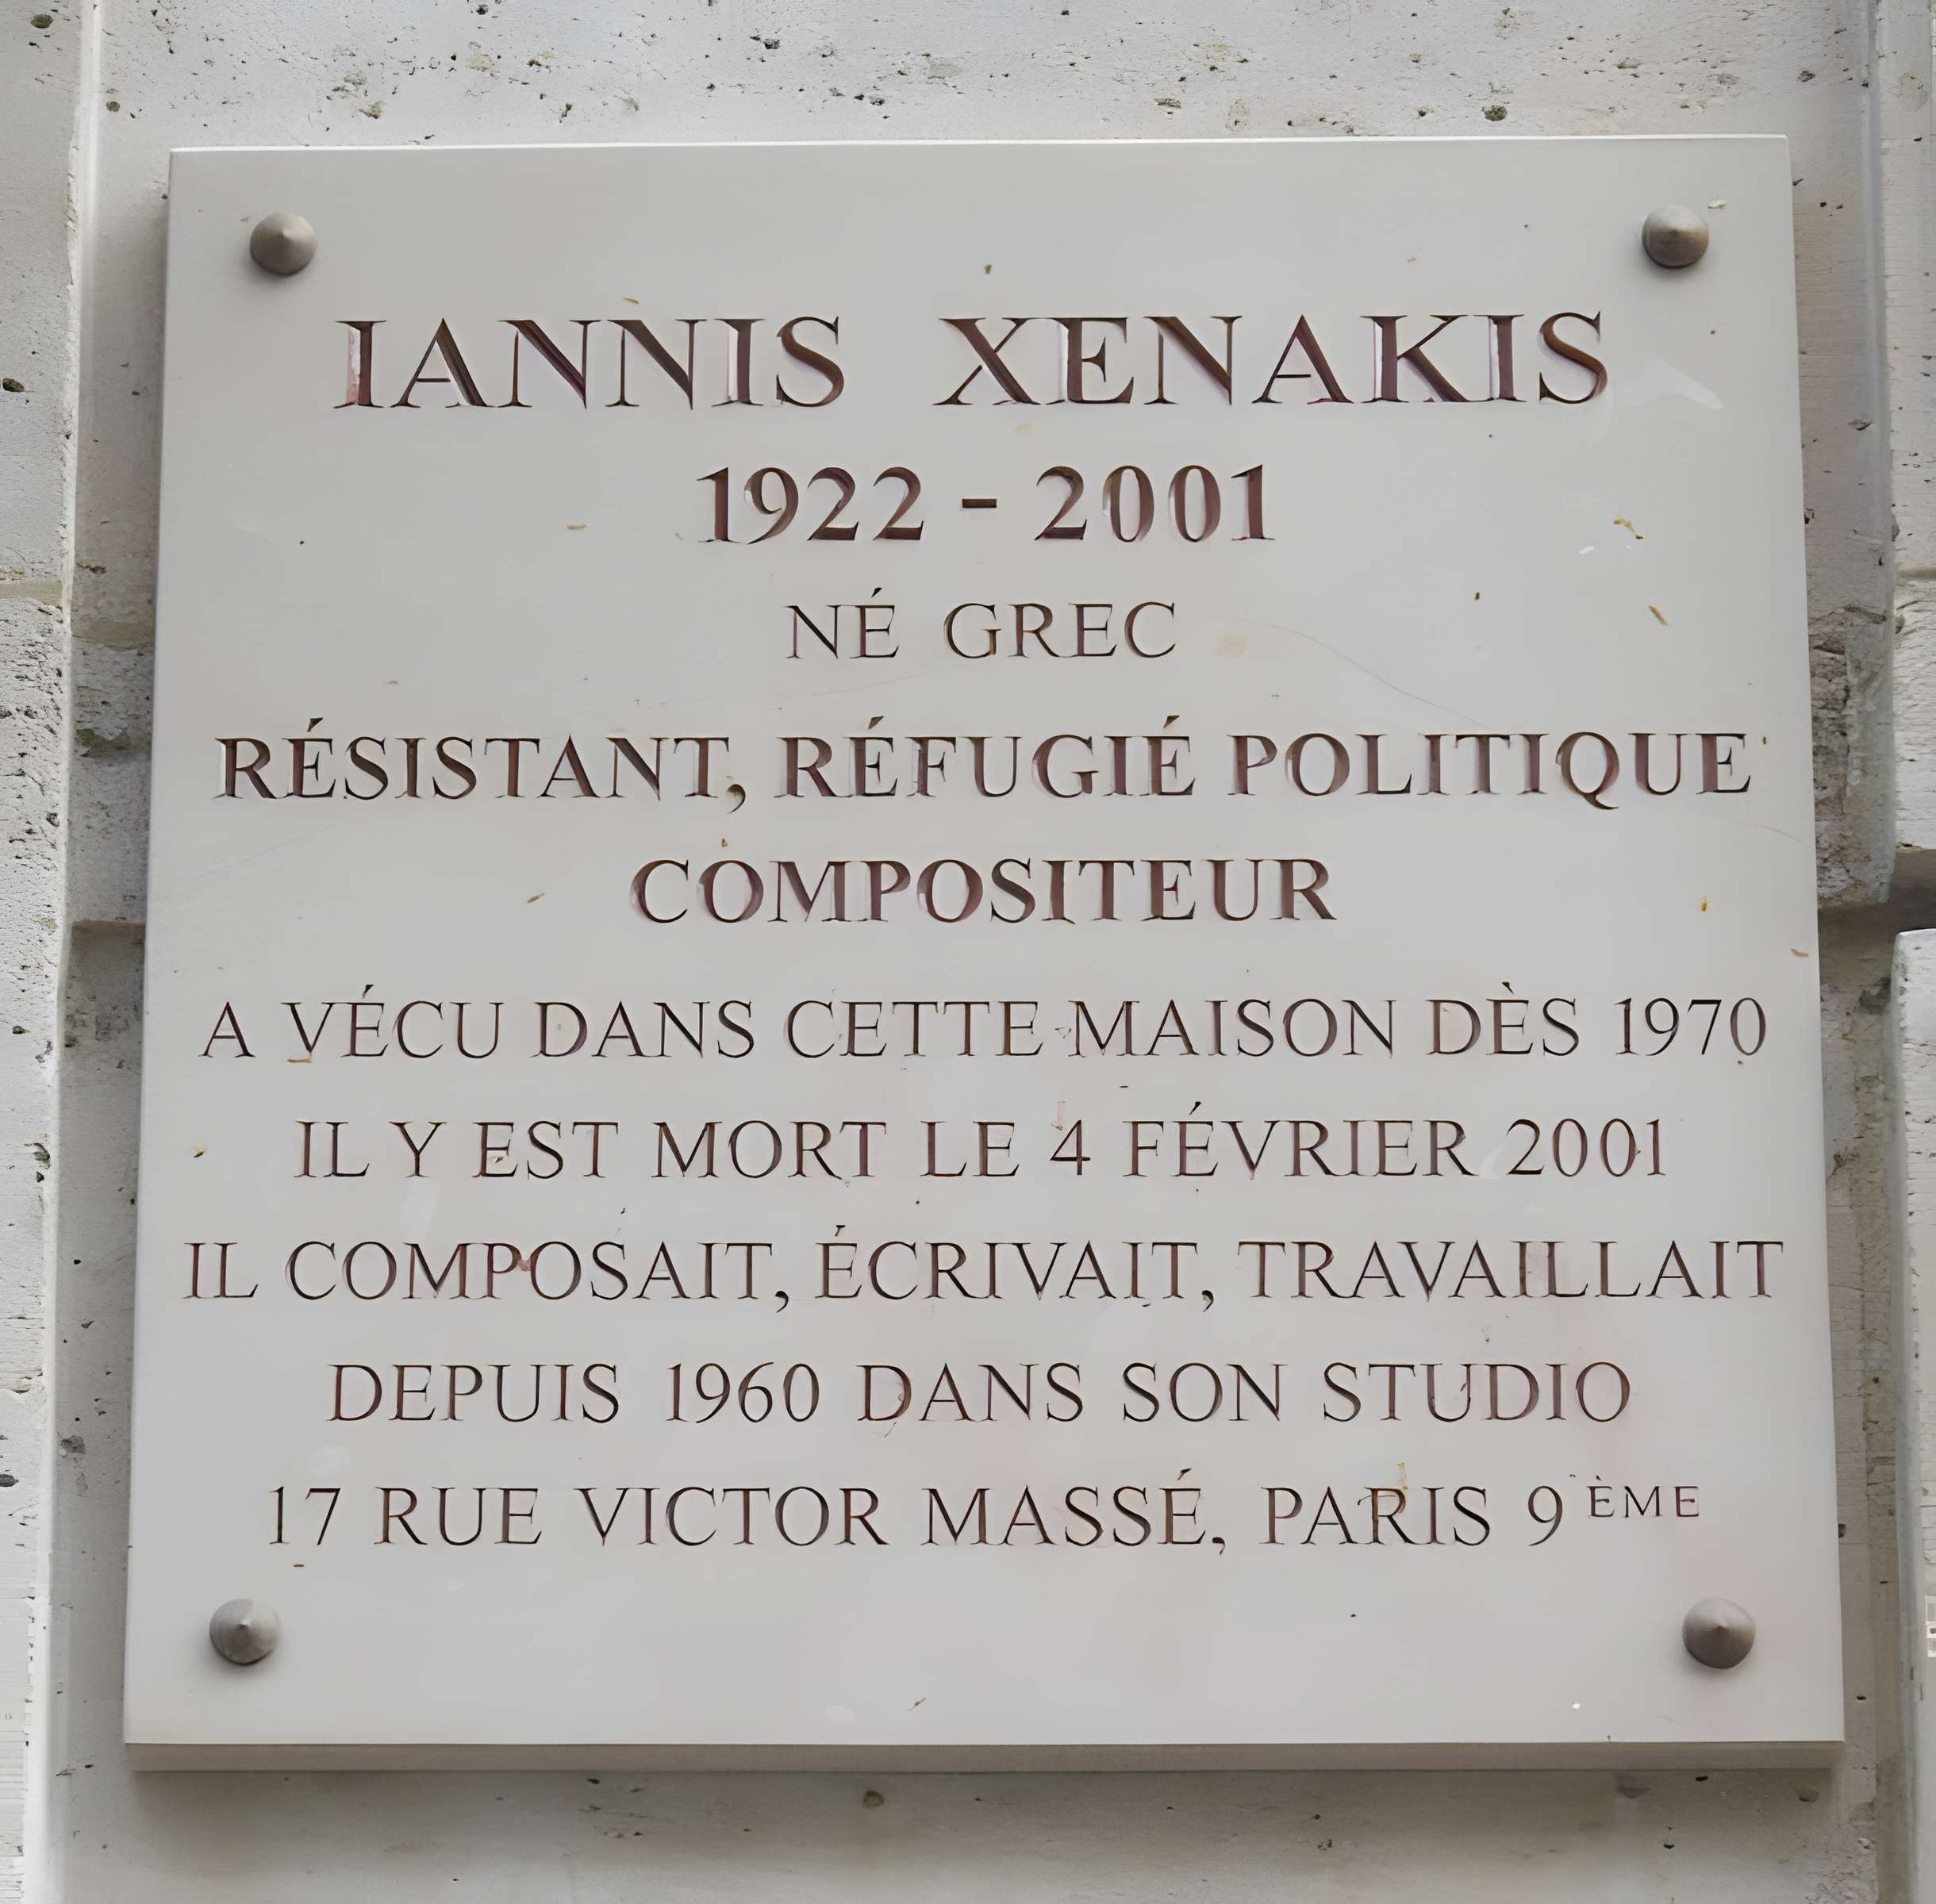 IANNIS XENAKIS
1922 - 2001
NÉ GREC
RÉSISTANT, RÉFUGIÉ POLITIQUE
COMPOSITEUR
A VÉCU DANS CETTE MAISON DÈS 1970
IL Y EST MORT LE 4 FÉVRIER 2001
IL COMPOSAIT, ÉCRIVAIT, TRAVAILLAIT
DEPUIS 1960 DANS SON STUDIO
17 RUE VICTOR MASSÉ, PARIS 9ÈME